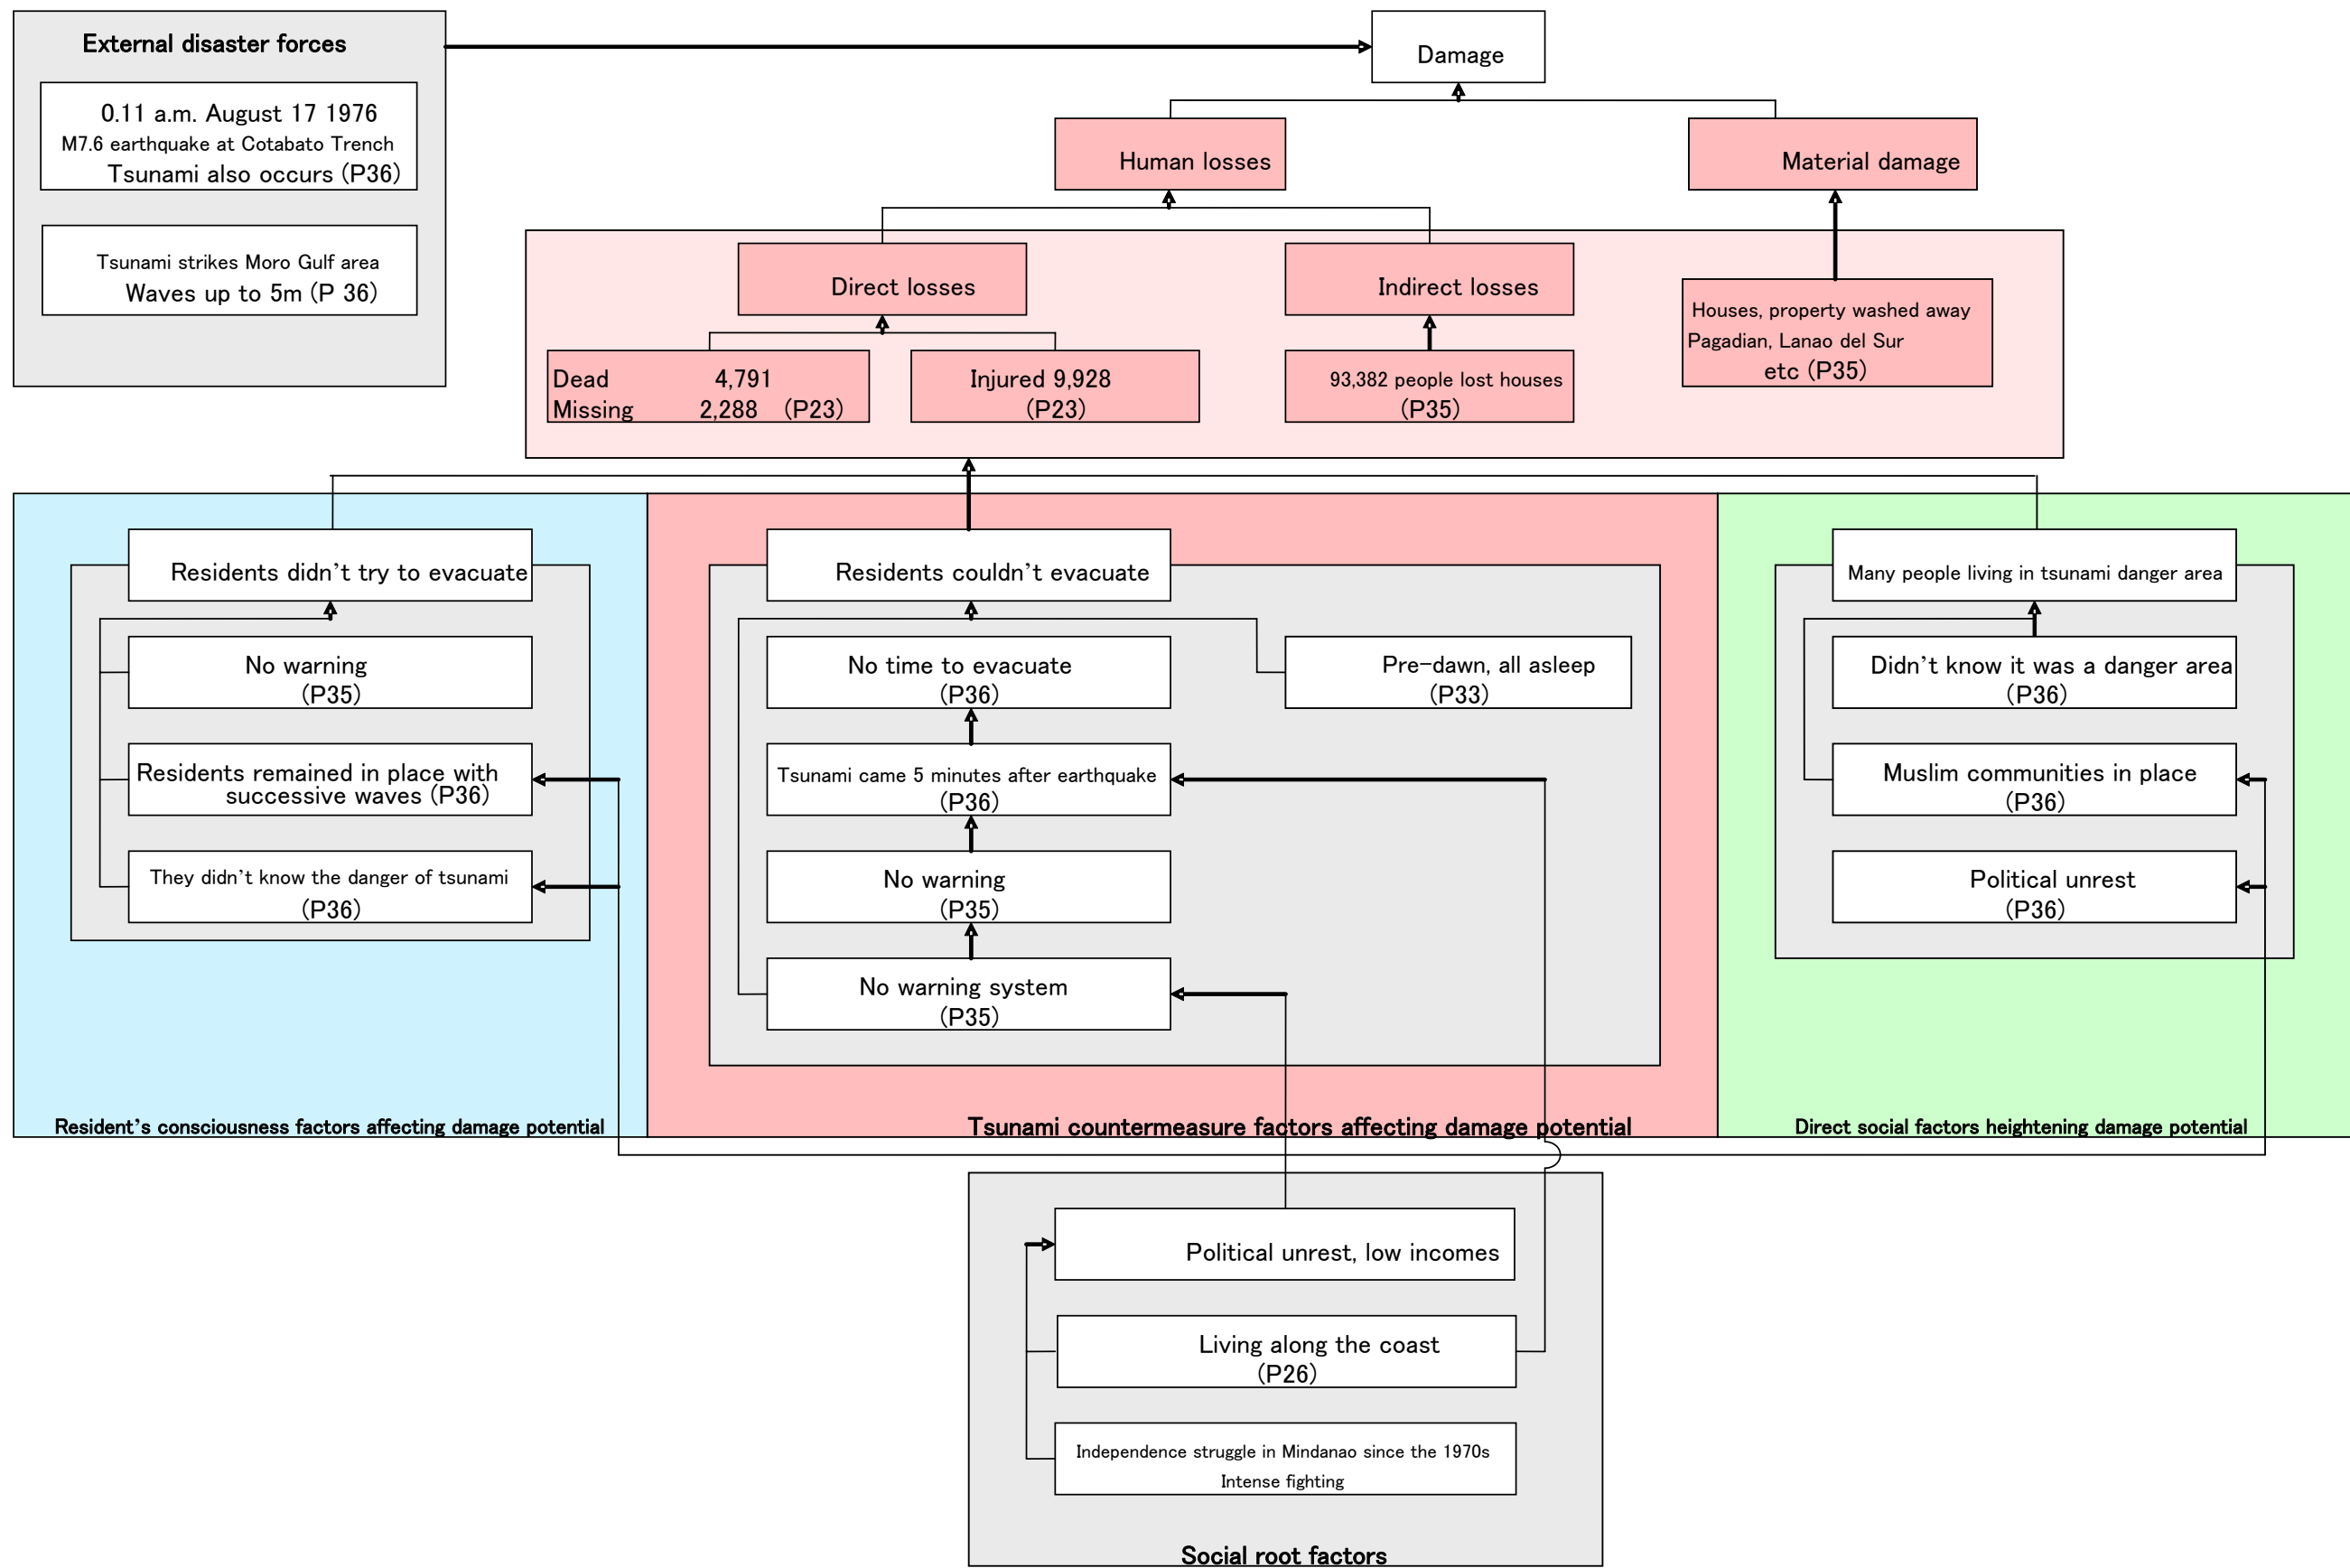 External disaster forces
0.11 a.m. August 17 1976
M7.6 earthquake at Cotabato Trench
Tsunami also occurs (P36)
Tsunami strikes Moro Gulf area
Waves up to 5m (P 36)
Damage
Human losses
Material damage
Direct losses
Indirect losses
Houses, property washed away
Pagadian, Lanao del Sur
etc (P35)
Dead 4,791
Missing 2,288 (P23)
Injured 9,928
(P23)
93,382 people lost houses
(P35)
Residents didn't try to evacuate
No warning
(P35)
Residents remained in place with
successive waves (P36)
They didn't know the danger of tsunami
(P36)
Resident's consciousness factors affecting damage potential
Residents couldn't evacuate
No time to evacuate
(P36)
Pre-dawn, all asleep
(P33)
Tsunami came 5 minutes after earthquake
(P36)
No warning
(P35)
No warning system
(P35)
Tsunami countermeasure factors affecting damage potential
Many people living in tsunami danger area
Didn't know it was a danger area
(P36)
Muslim communities in place
(P36)
Political unrest
(P36)
Direct social factors heightening damage potential
Political unrest, low incomes
Living along the coast
(P26)
Independence struggle in Mindanao since the 1970s
Intense fighting
Social root factors